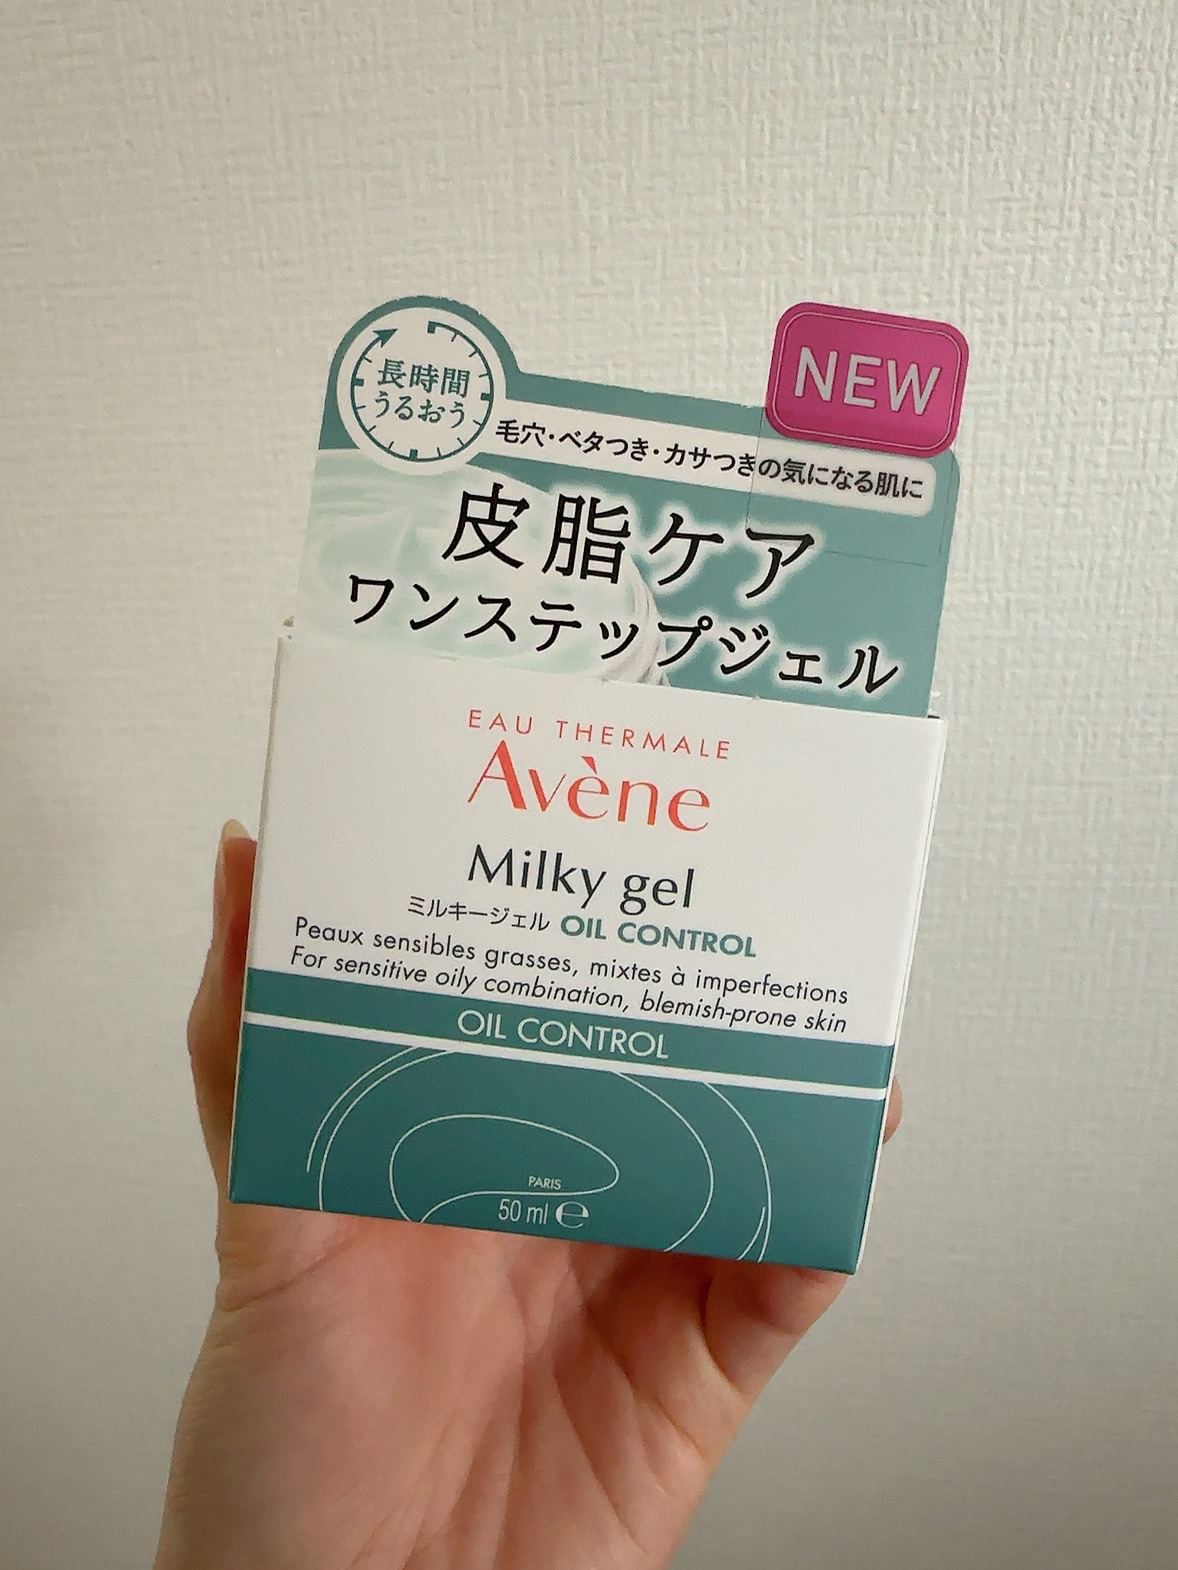 長時間
うるおう
NEW
毛穴・ベタつき・カサつきの気になる肌に
皮脂ケア
ワンステップジェル
EAU THERMALE
Avène
Milky gel
ミルキージェル OIL CONTROL
Peaux sensibles grasses, mixtes à imperfections
For sensitive oily combination, blemish-prone skin
OIL CONTROL
PARIS
50 ml ℮